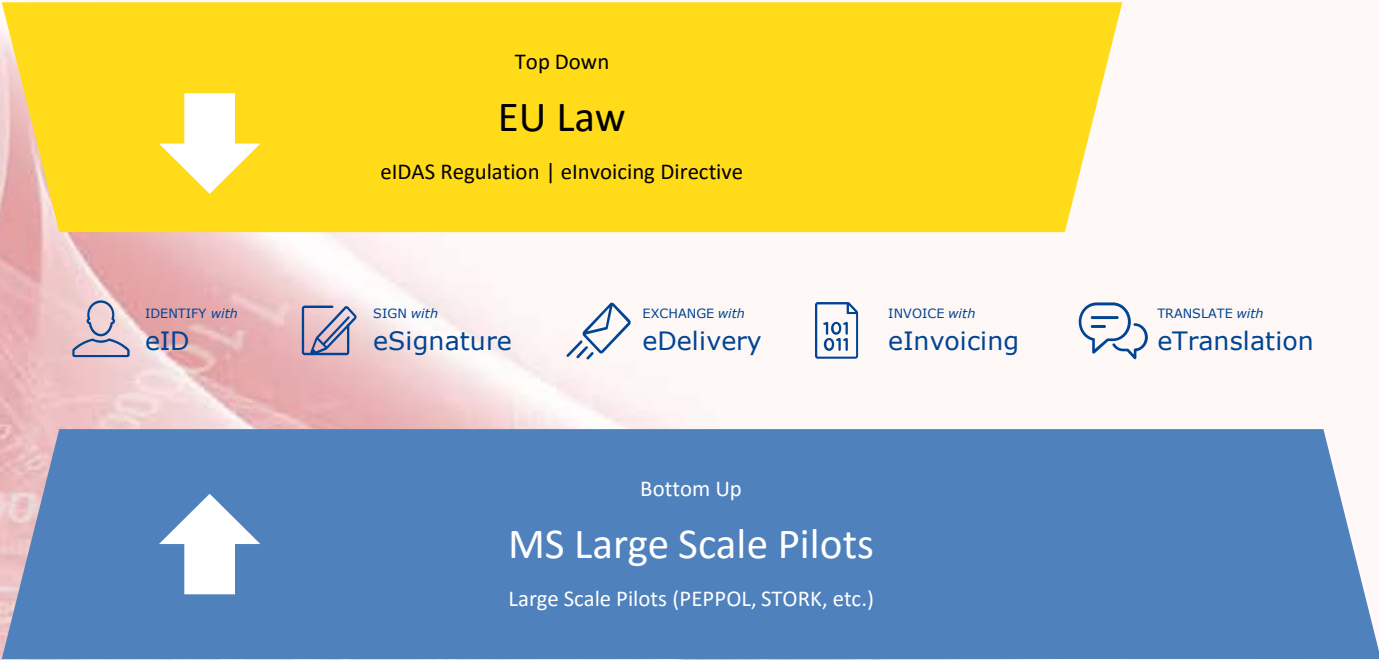 Top Down
EU Law
eIDAS Regulation | eInvoicing Directive
IDENTIFY with
eID
SIGN with
eSignature
EXCHANGE with
eDelivery
101
011
INVOICE with
eInvoicing
TRANSLATE with
eTranslation
Bottom Up
MS Large Scale Pilots
Large Scale Pilots (PEPPOL, STORK, etc.)